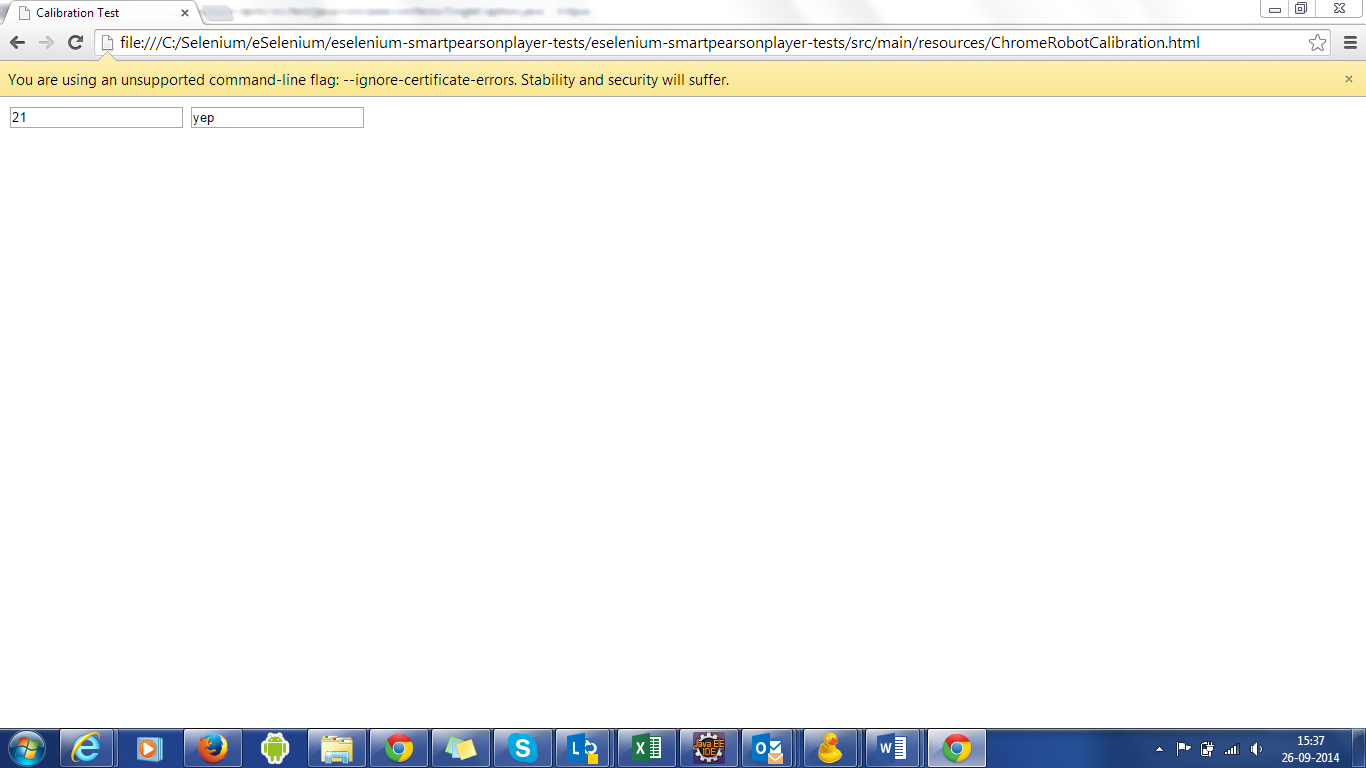 Calibration Test
file:///C:/Selenium/eSelenium/eselenium-smartpearsonplayer-tests/eselenium-smartpearsonplayer-tests/src/main/resources/ChromeRobotCalibration.html
You are using an unsupported command-line flag: --ignore-certificate-errors. Stability and security will suffer.
21 yep
Java EE
IDE
15:37
26-09-2014